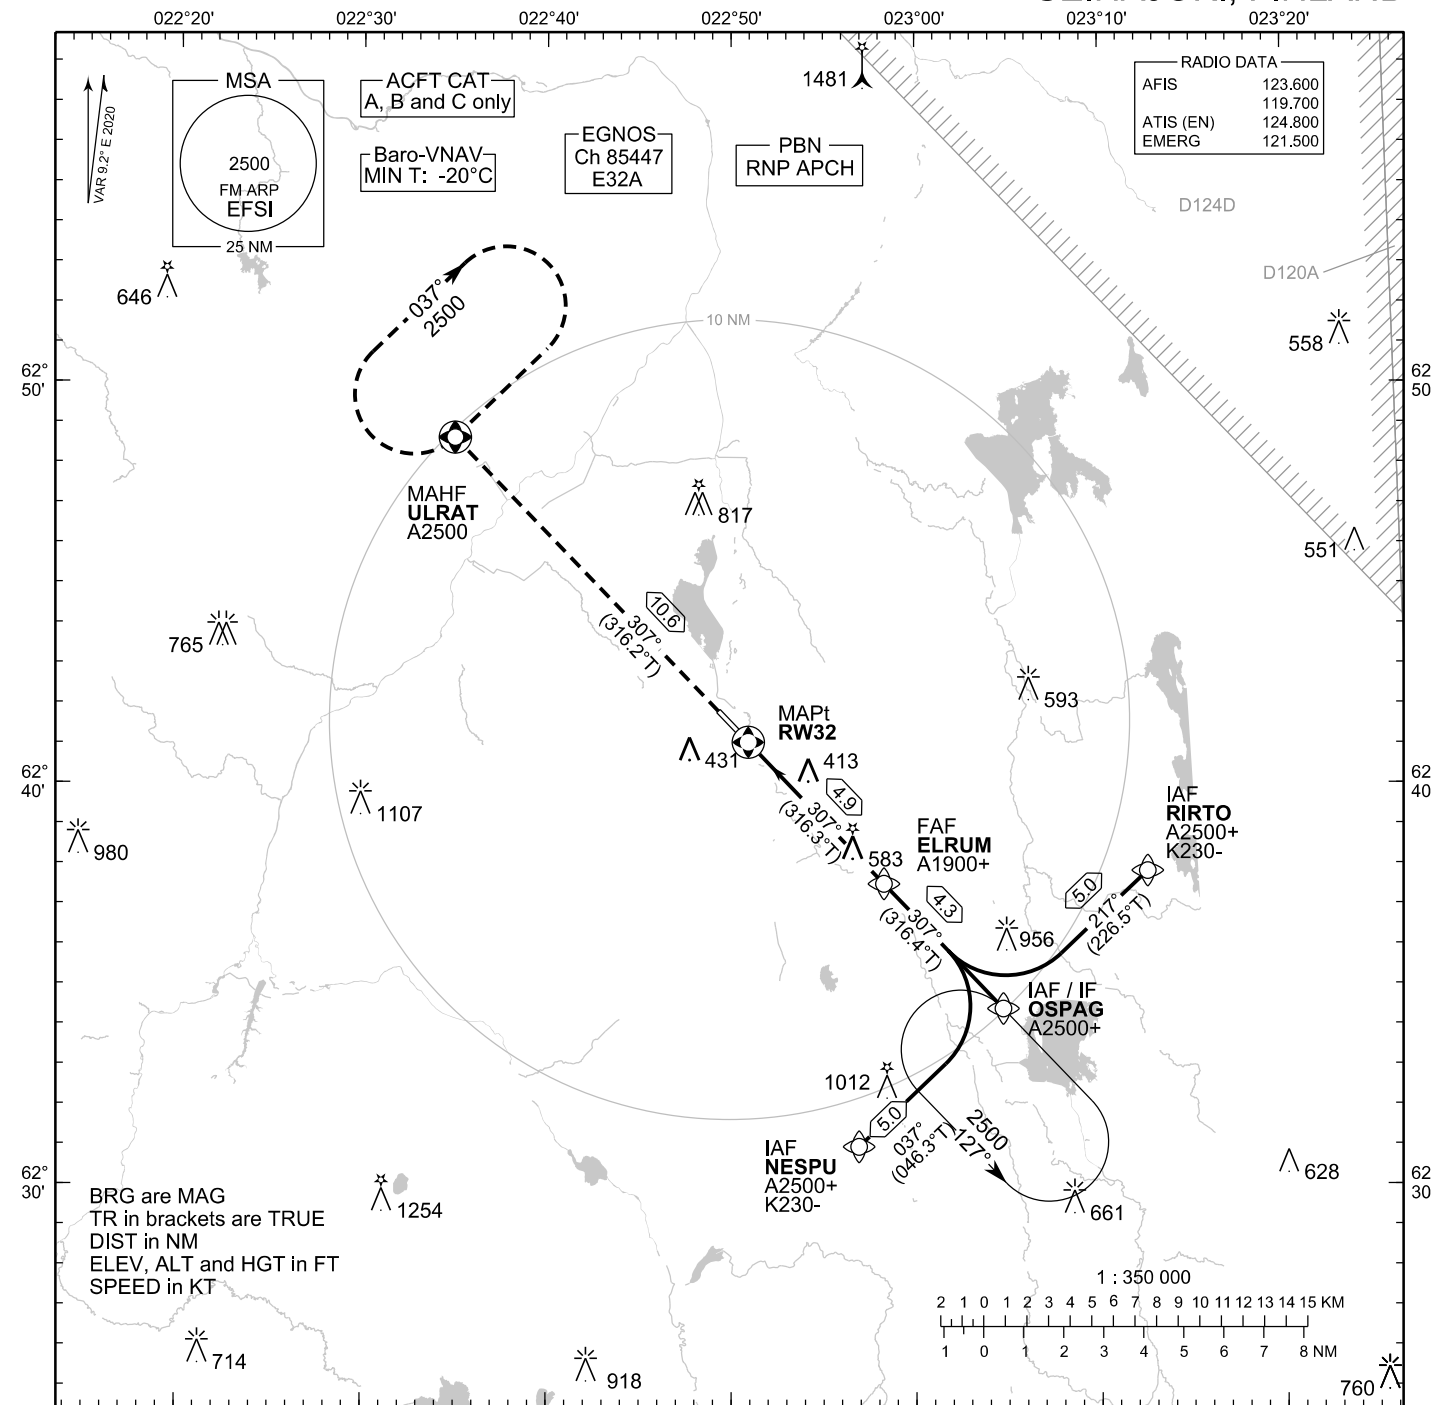 022°20'
022°30'
022°40'
022°50'
023°00'
023°10'
023°20'
VAR 9.2° E 2020
MSA
2500
FM ARP
EFSI
25 NM
ACFT CAT
A, B and C only
Baro-VNAV
MIN T: -20°C
EGNOS
Ch 85447
E32A
PBN
RNP APCH
1481
RADIO DATA
AFIS 123.600
119.700
ATIS (EN) 124.800
EMERG 121.500
D124D
D120A
646
037°
2500
10 NM
558
62°
50'
62
50
MAHF
ULRAT
A2500
817
551
10.6
307°
(316.2°T)
765
593
MAPt
RW32
431
413
62°
40'
62
40
4.9
307°
(316.3°T)
1107
980
583
FAF
ELRUM
A1900+
IAF
RIRTO
A2500+
K230-
4.3
307°
(316.4°T)
5.0
217°
(226.5°T)
956
IAF / IF
OSPAG
A2500+
1012
5.0
037°
(046.3°T)
2500
127°
IAF
NESPU
A2500+
K230-
62°
30'
62
30
628
661
1254
BRG are MAG
TR in brackets are TRUE
DIST in NM
ELEV, ALT and HGT in FT
SPEED in KT
1 : 350 000
2 1 0 1 2 3 4 5 6 7 8 9 10 11 12 13 14 15 KM
1 0 1 2 3 4 5 6 7 8 NM
714
918
760